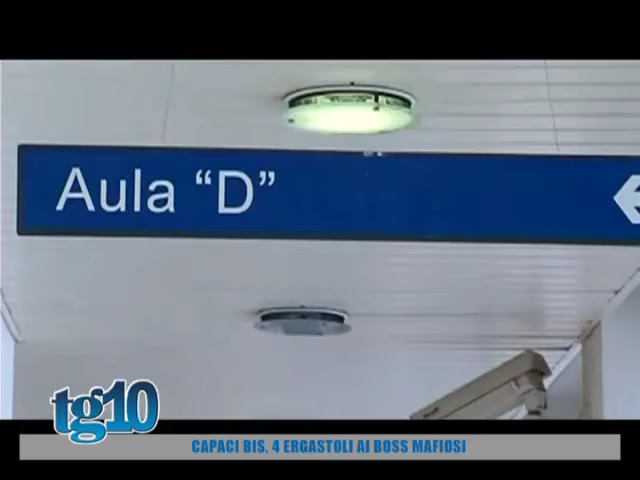 Aula “D”
tg10
CAPACI BIS, 4 ERGASTOLI AI BOSS MAFIOSI